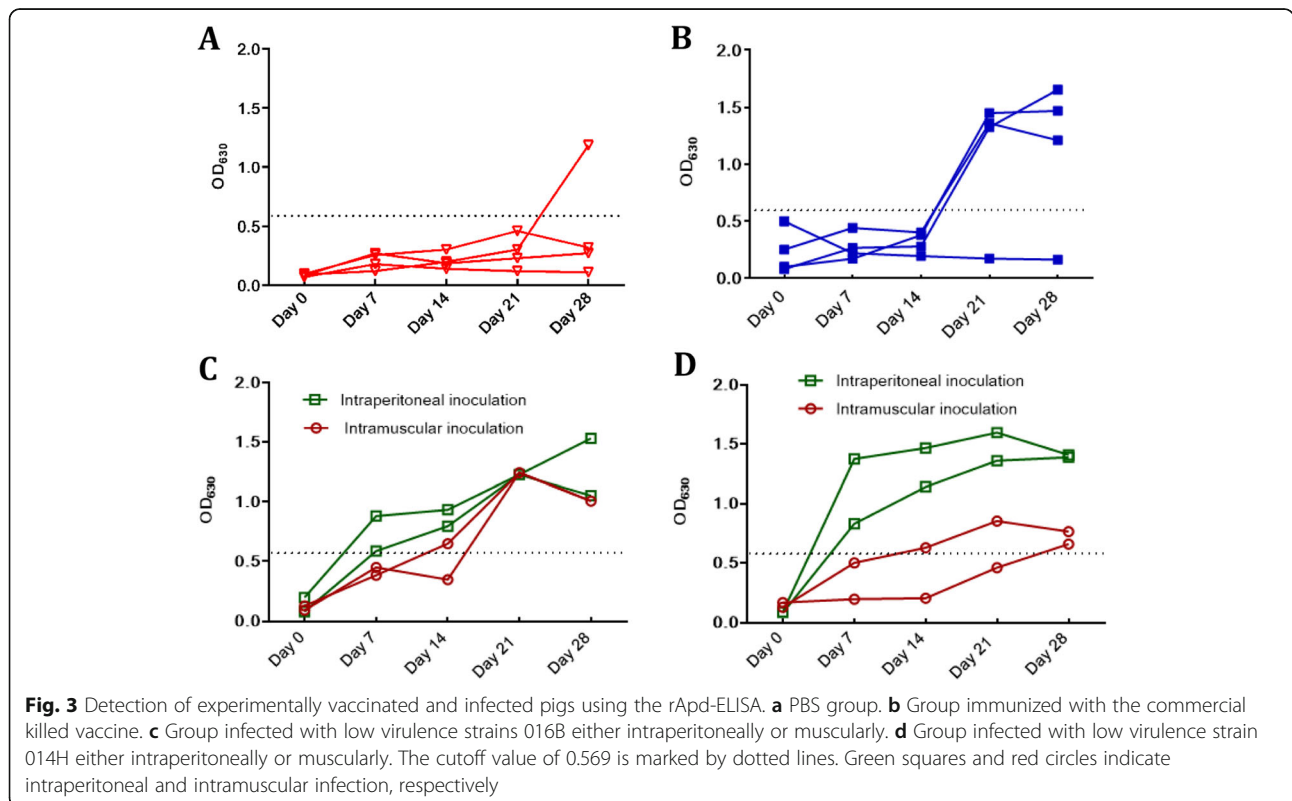 A
2.0
1.5
1.0
0.5
0.0
OD630
Day 0
Day 7
Day 14
Day 21
Day 28
B
2.0
1.5
1.0
0.5
0.0
OD630
Day 0
Day 7
Day 14
Day 21
Day 28
C
2.0
1.5
1.0
0.5
0.0
OD630
Intraperitoneal inoculation
Intramuscular inoculation
Day 0
Day 7
Day 14
Day 21
Day 28
D
2.0
1.5
1.0
0.5
0.0
OD630
Intraperitoneal inoculation
Intramuscular inoculation
Day 0
Day 7
Day 14
Day 21
Day 28
Fig. 3 Detection of experimentally vaccinated and infected pigs using the rApd-ELISA. a PBS group. b Group immunized with the commercial
killed vaccine. c Group infected with low virulence strains 016B either intraperitoneally or muscularly. d Group infected with low virulence strain
014H either intraperitoneally or muscularly. The cutoff value of 0.569 is marked by dotted lines. Green squares and red circles indicate
intraperitoneal and intramuscular infection, respectively